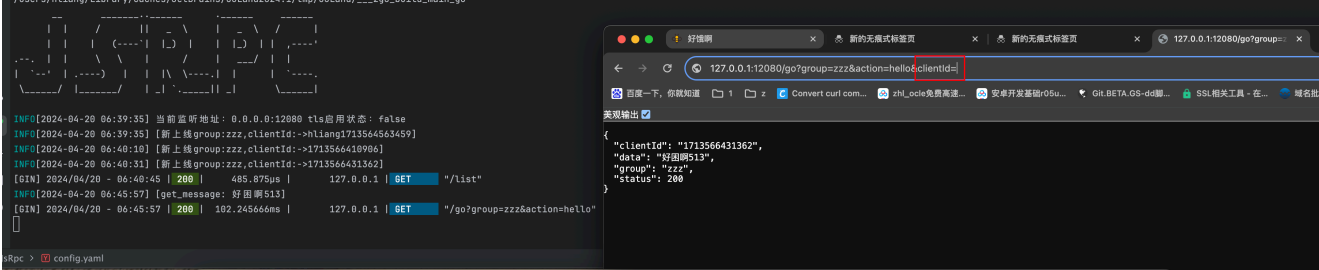 INFO[2024-04-20 06:39:35] 当前监听地址: 0.0.0.0:12080 tls启用状态: false
INFO[2024-04-20 06:39:35] [新上线group:zzz,clientId:->hliang1713564563459]
INFO[2024-04-20 06:40:10] [新上线group:zzz,clientId:->1713566410906]
INFO[2024-04-20 06:40:31] [新上线group:zzz,clientId:->1713566431362]
[GIN] 2024/04/20 - 06:40:45 | 200 | 485.875µs | 127.0.0.1 | GET "/list"
INFO[2024-04-20 06:45:57] [get_message: 好困啊513]
[GIN] 2024/04/20 - 06:45:57 | 200 | 102.245666ms | 127.0.0.1 | GET "/go?group=zzz&action=hello"
sRpc > config.yaml
好饿啊
新的无痕式标签页
新的无痕式标签页
127.0.0.1:12080/go?group=z
127.0.0.1:12080/go?group=zzz&action=hello&clientId=
百度一下,你就知道 1 z Convert curl com... zhl_ocle免费高速... 安卓开发基础r05u... Git.BETA.GS-dd脚... SSL相关工具 - 在... 域名批
美观输出
{
"clientId": "1713566431362",
"data": "好困啊513",
"group": "zzz",
"status": 200
}